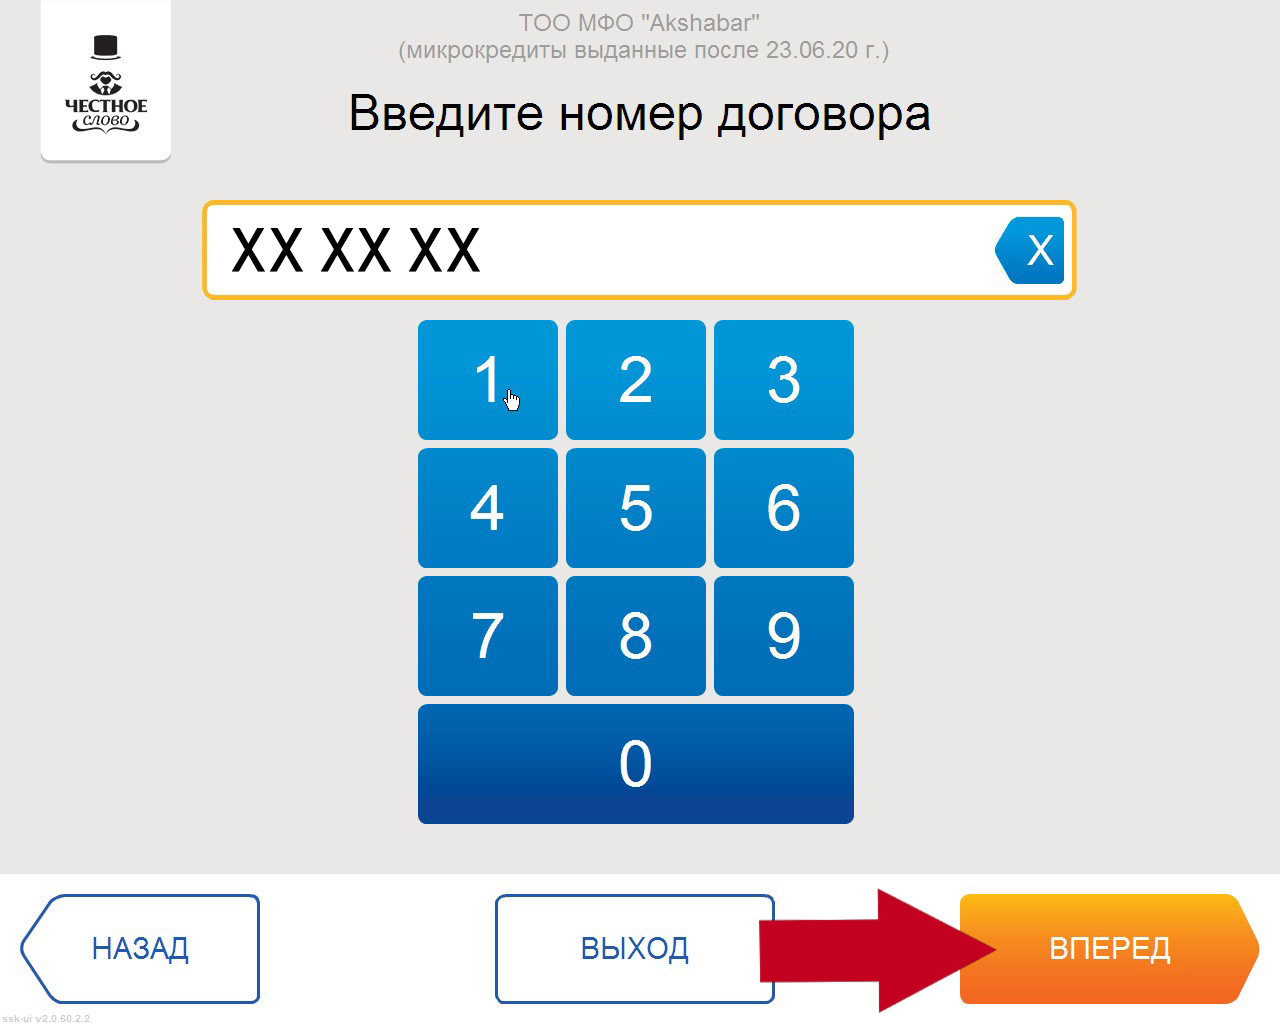 ТОО МФО "Akshabar"
(микрокредиты выданные после 23.06.20 г.)
ЧЕСТНОЕ
СЛОВО
Введите номер договора
XX XX XX
X
1 2 3
4 5 6
7 8 9
0
НАЗАД ВЫХОД ВПЕРЕД
ssk-ui v2.0.60.2.2